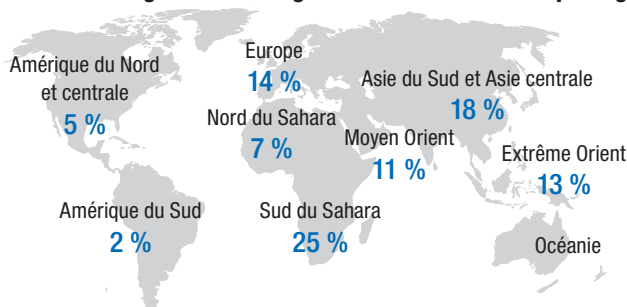 Amérique du Nord
et centrale
5 %
Europe
14 %
Asie du Sud et Asie centrale
18 %
Nord du Sahara
7 %
Moyen Orient
11 %
Extrême Orient
13 %
Amérique du Sud
2 %
Sud du Sahara
25 %
Océanie